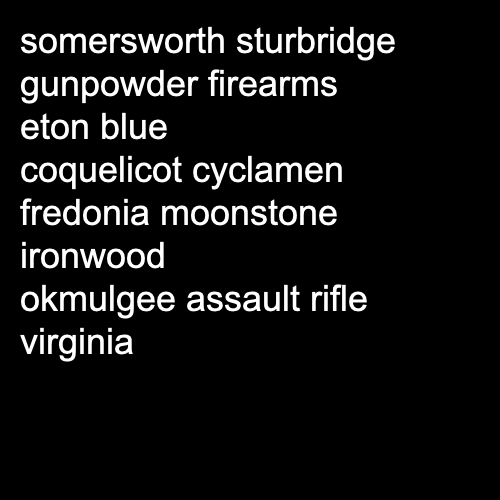 somersworth sturbridge
gunpowder firearms
eton blue
coquelicot cyclamen
fredonia moonstone
ironwood
okmulgee assault rifle
virginia